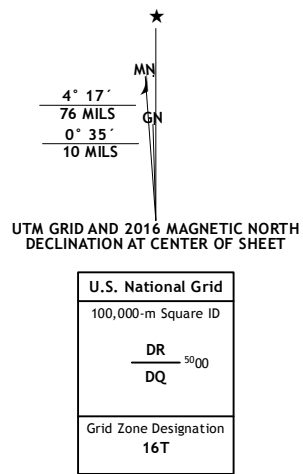 MN
4° 17´
76 MILS
GN
0° 35´
10 MILS
UTM GRID AND 2016 MAGNETIC NORTH
DECLINATION AT CENTER OF SHEET
U.S. National Grid
100,000-m Square ID
DR
5000
DQ
Grid Zone Designation
16T